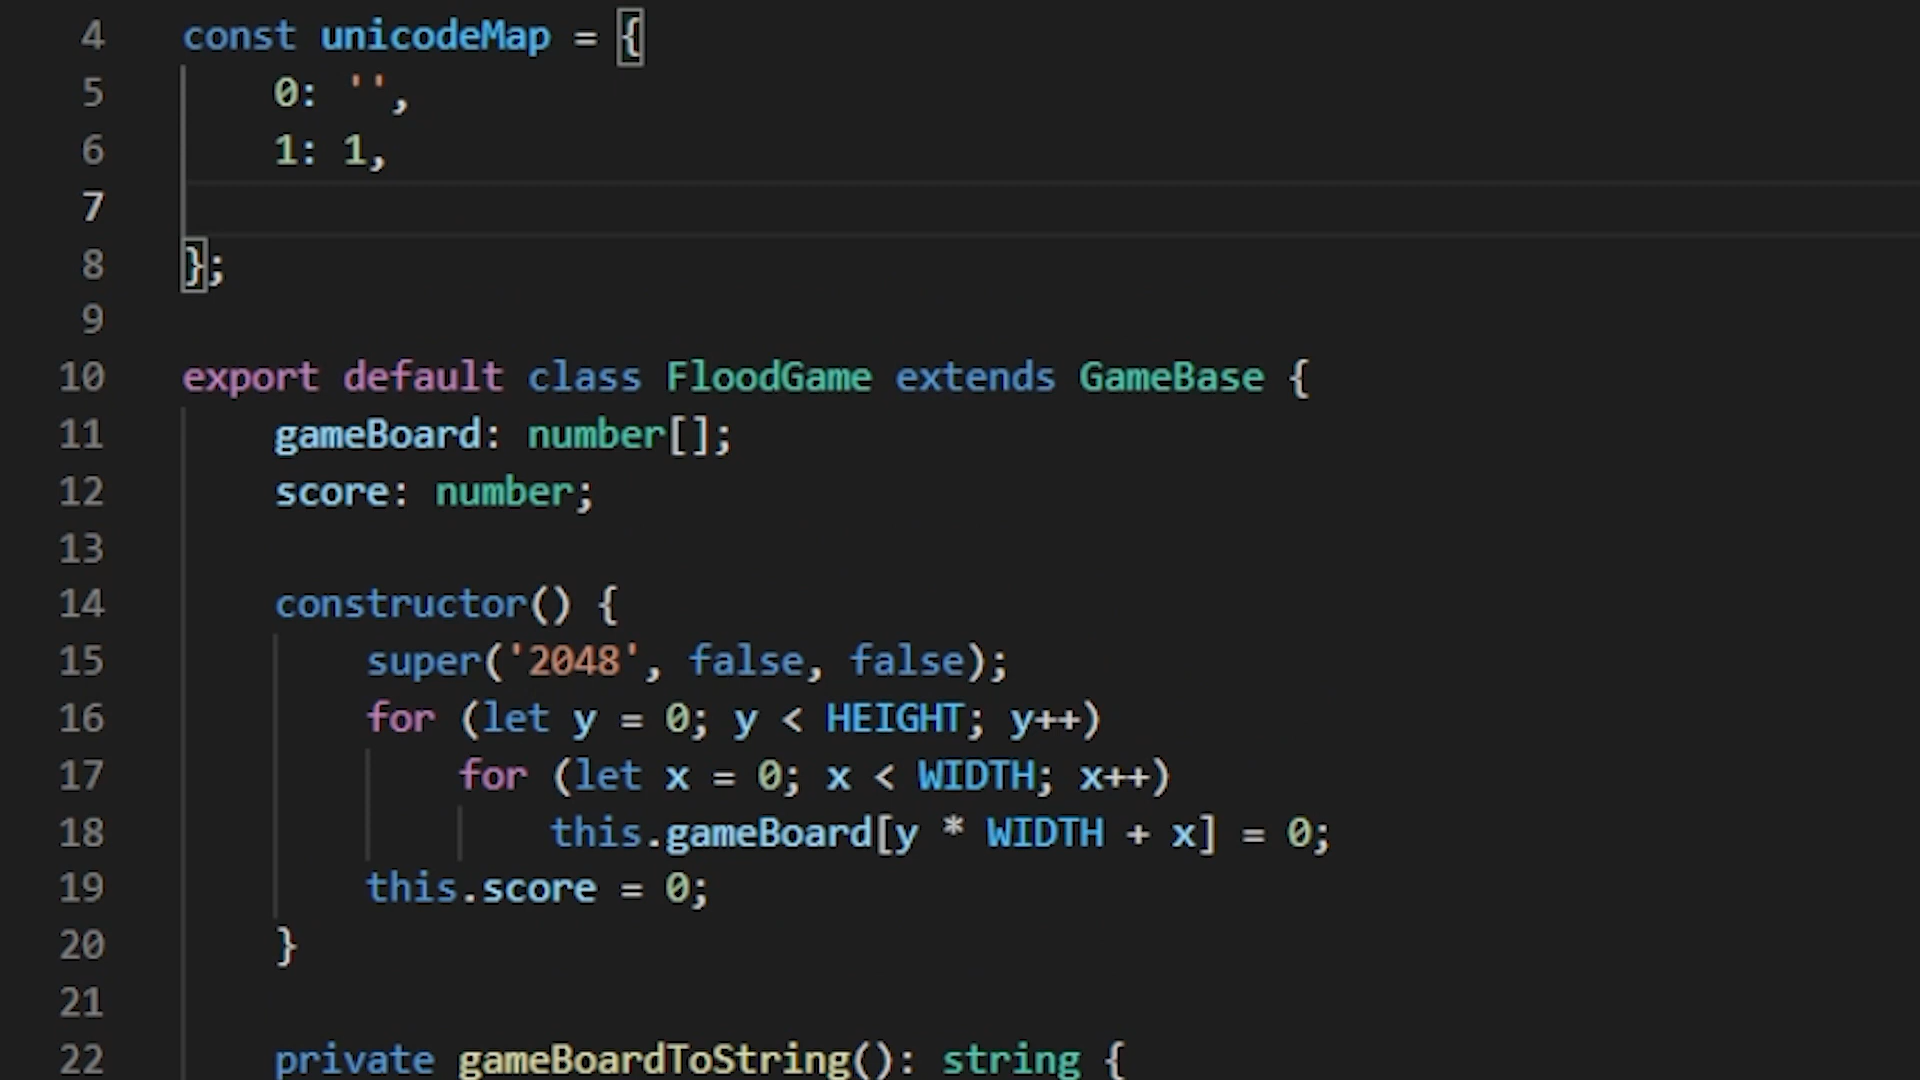 4 const unicodeMap = {
5 0: '',
6 1: 1,
7
8 };
9
10 export default class FloodGame extends GameBase {
11 gameBoard: number[];
12 score: number;
13
14 constructor() {
15 super('2048', false, false);
16 for (let y = 0; y < HEIGHT; y++)
17 for (let x = 0; x < WIDTH; x++)
18 this.gameBoard[y * WIDTH + x] = 0;
19 this.score = 0;
20 }
21
22 private gameBoardToString(): string {